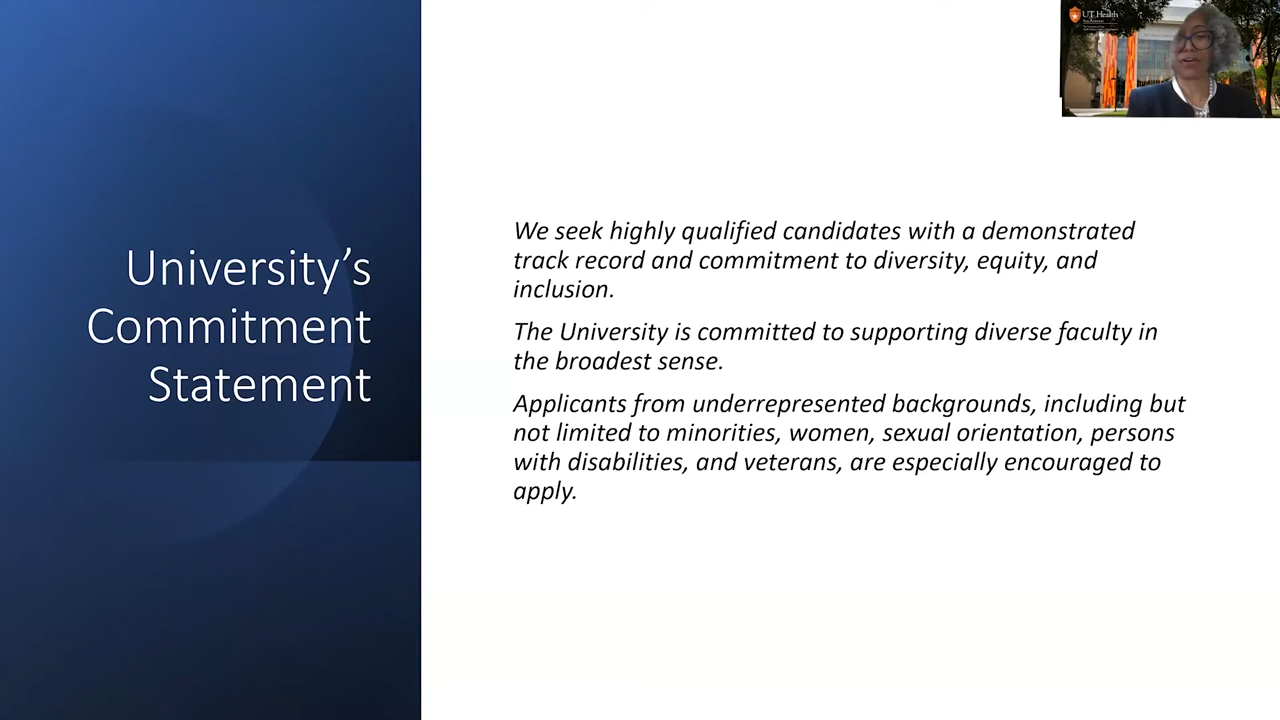 UT Health
University's
Commitment
Statement
We seek highly qualified candidates with a demonstrated
track record and commitment to diversity, equity, and
inclusion.
The University is committed to supporting diverse faculty in
the broadest sense.
Applicants from underrepresented backgrounds, including but
not limited to minorities, women, sexual orientation, persons
with disabilities, and veterans, are especially encouraged to
apply.